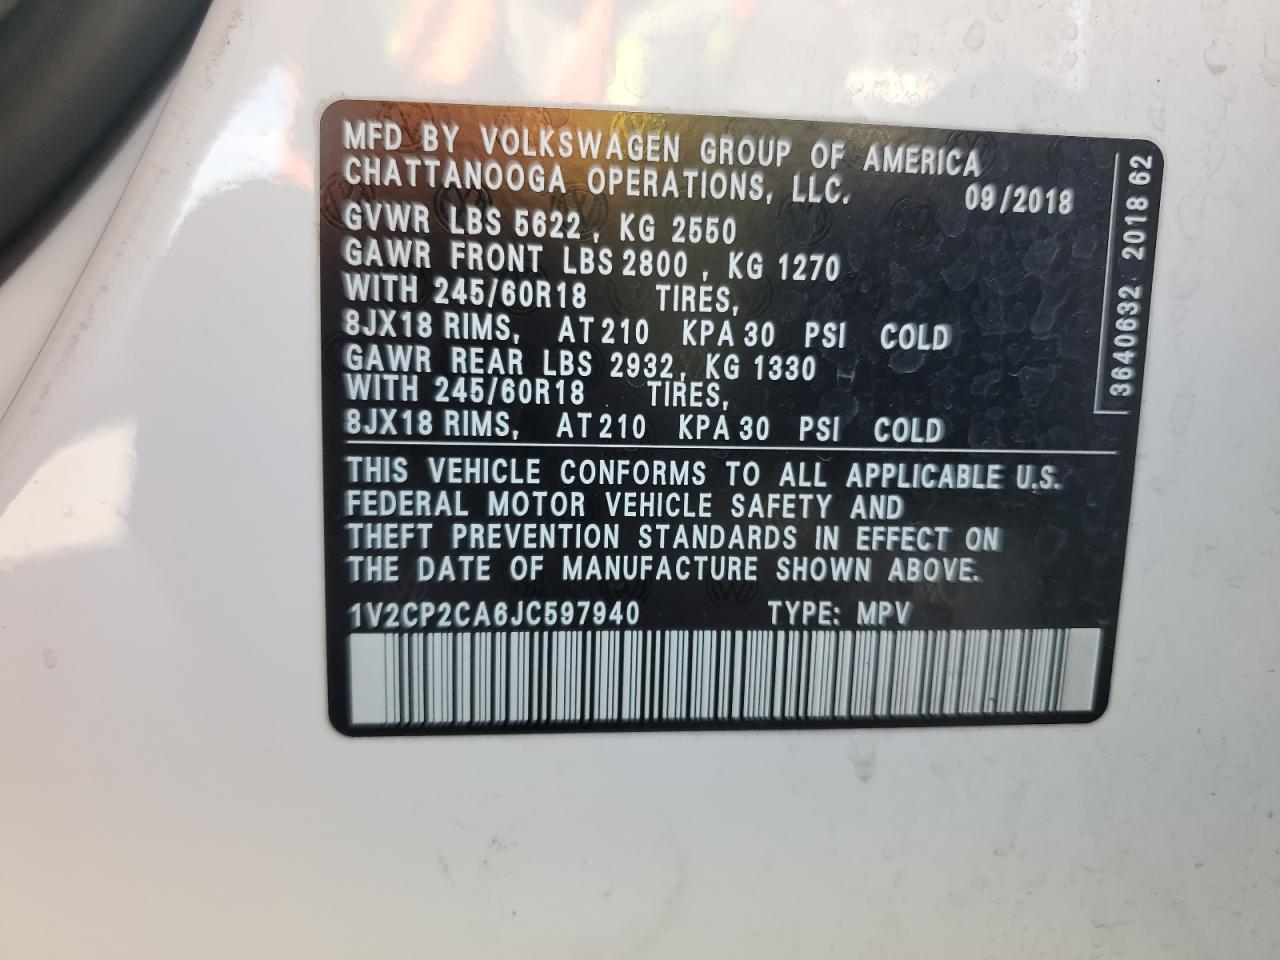 MFD BY VOLKSWAGEN GROUP OF AMERICA
CHATTANOOGA OPERATIONS, LLC. 09/2018
GVWR LBS 5622, KG 2550
GAWR FRONT LBS 2800 , KG 1270
WITH 245/60R18 TIRES,
8JX18 RIMS, AT 210 KPA 30 PSI COLD
GAWR REAR LBS 2932, KG 1330
WITH 245/60R18 TIRES,
8JX18 RIMS, AT 210 KPA 30 PSI COLD
THIS VEHICLE CONFORMS TO ALL APPLICABLE U.S.
FEDERAL MOTOR VEHICLE SAFETY AND
THEFT PREVENTION STANDARDS IN EFFECT ON
THE DATE OF MANUFACTURE SHOWN ABOVE.
1V2CP2CA6JC597940 TYPE: MPV
3640632 2018 62